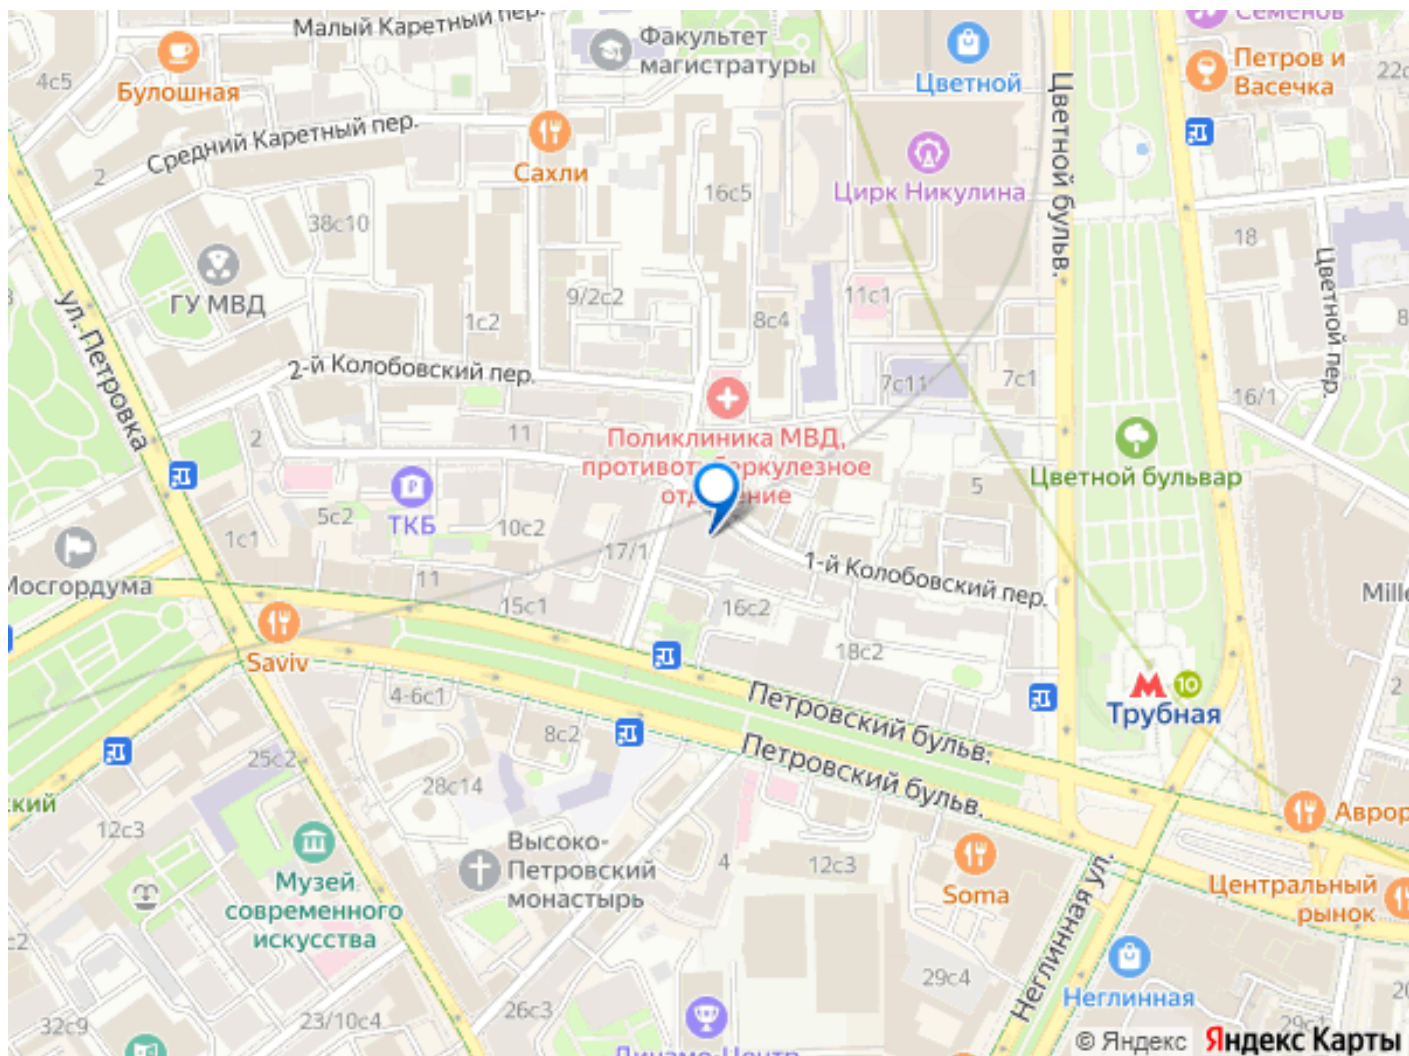 Малый Каретный пер.
Факультет
магистратуры
Семёнов
4с5
Булошная
Цветной
Петров и
Васечка
Средний Каретный пер.
2
Сахли
16с5
Цирк Никулина
Цветной бульв.
38с10
18
Цветной пер.
ГУ МВД
9/2с2
11с1
1с2
8с4
8
ул. Петровка
2-й Колобовский пер.
7с11
7с1
16/1
2
11
Поликлиника МВД,
Цветной бульвар
5
ТКБ
5с2
10с2
1с1
17/1
Мосгордума
11
1-й Колобовский пер.
15с1
16с2
18с2
Saviv
4-6с1
Петровский бульв.
2
Трубная
10
8с2
Петровский бульв.
25с2
28с14
12с3
Высоко-
Петровский
монастырь
4
12с3
Soma
Центральный
рынок
Музей
современного
искусства
Неглинная ул.
29с4
Неглинная
26с3
32с9
23/10с4
29с1
Динамо-Центр
© Яндекс Яндекс Карты